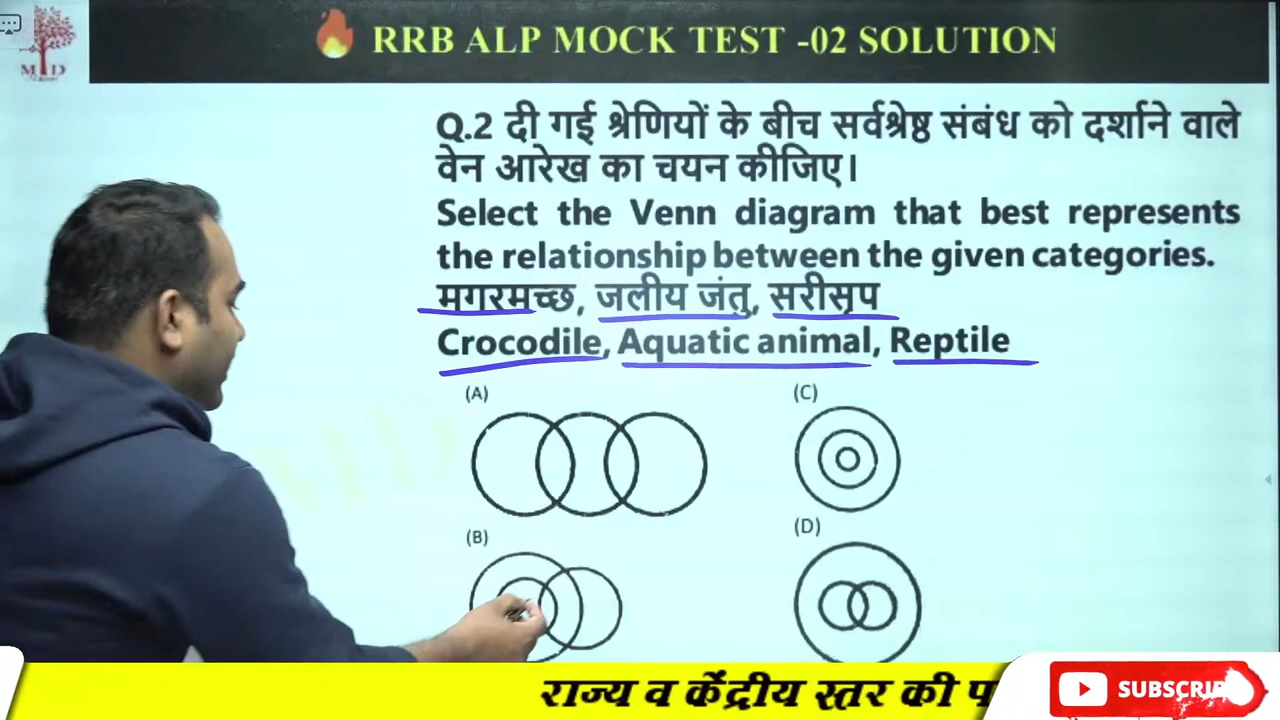 RRB ALP MOCK TEST -02 SOLUTION
Q.2 दी गई श्रेणियों के बीच सर्वश्रेष्ठ संबंध को दर्शाने वाले
वेन आरेख का चयन कीजिए।
Select the Venn diagram that best represents
the relationship between the given categories.
मगरमच्छ, जलीय जंतु, सरीसृप
Crocodile, Aquatic animal, Reptile
(A)
(C)
(B)
(D)
राज्य व केंद्रीय स्तर की